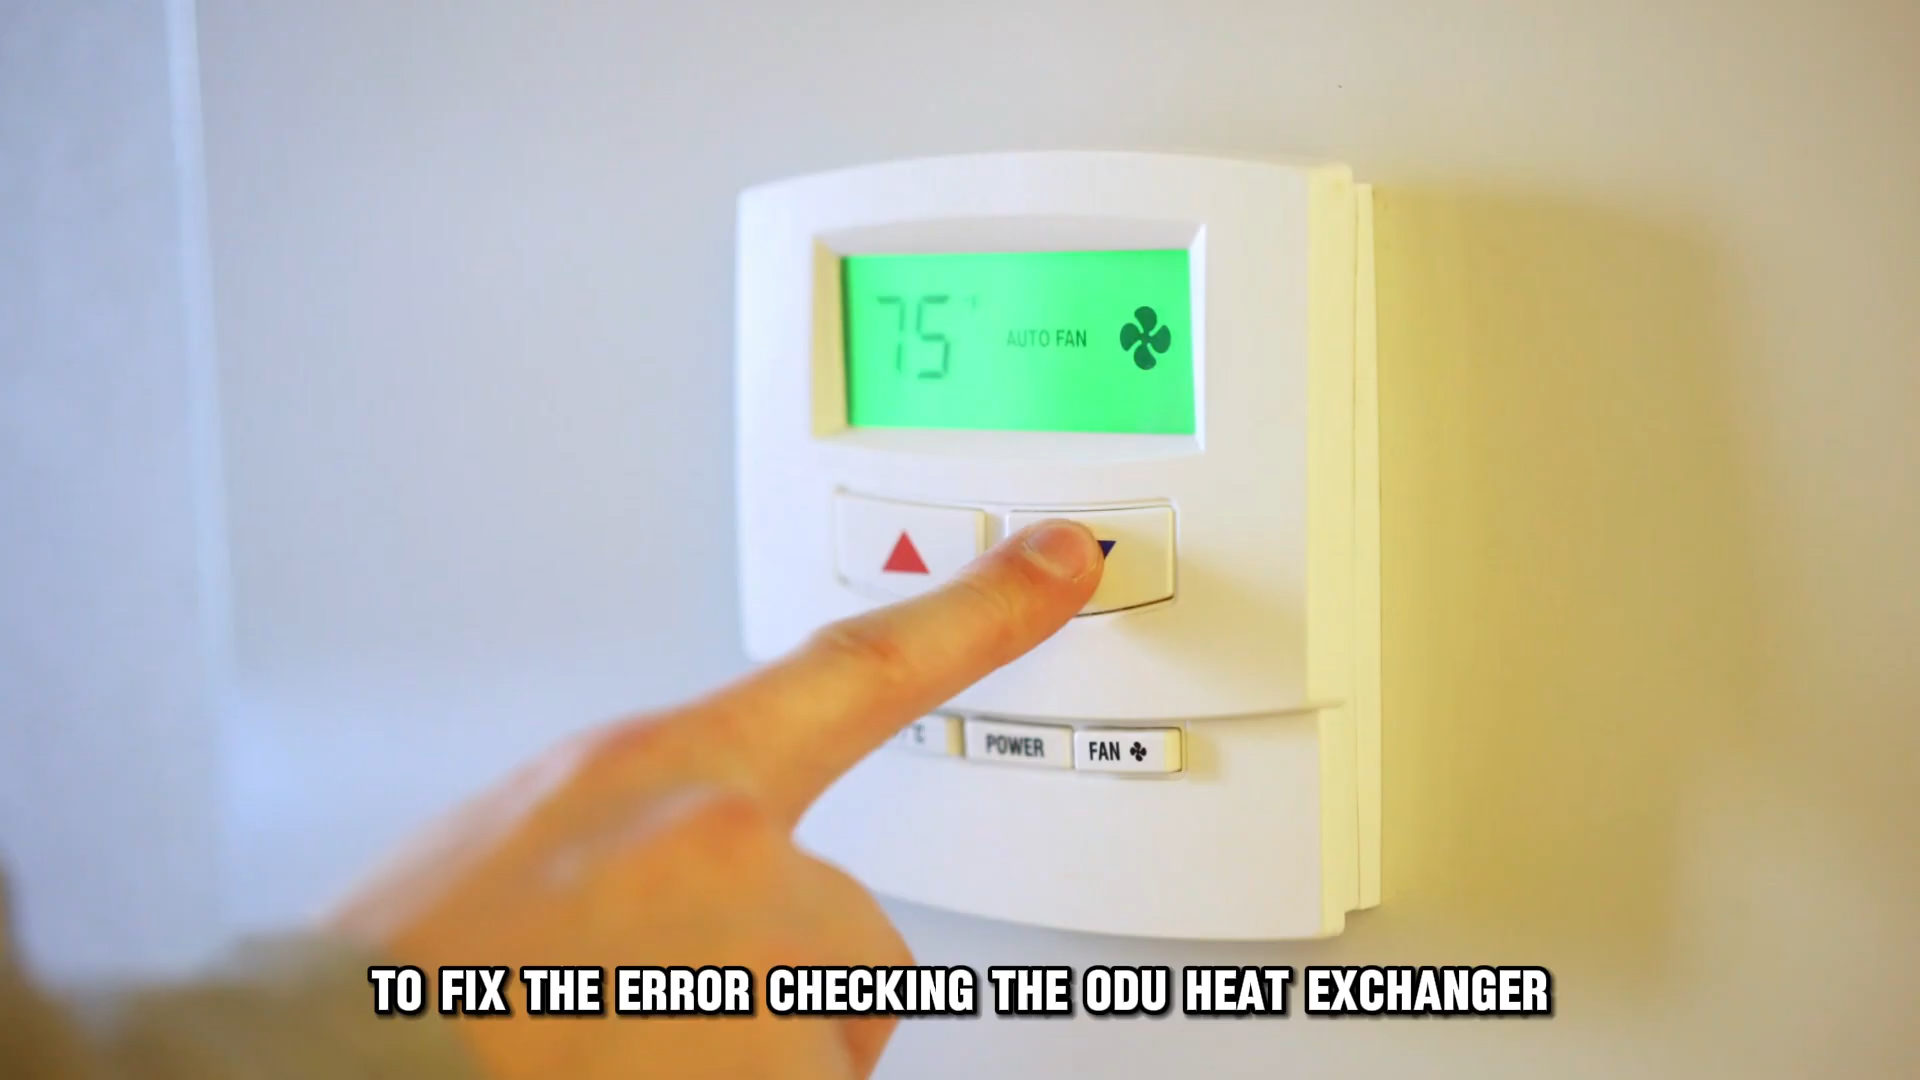 75°
AUTO FAN
POWER
FAN
TO FIX THE ERROR CHECKING THE ODU HEAT EXCHANGER